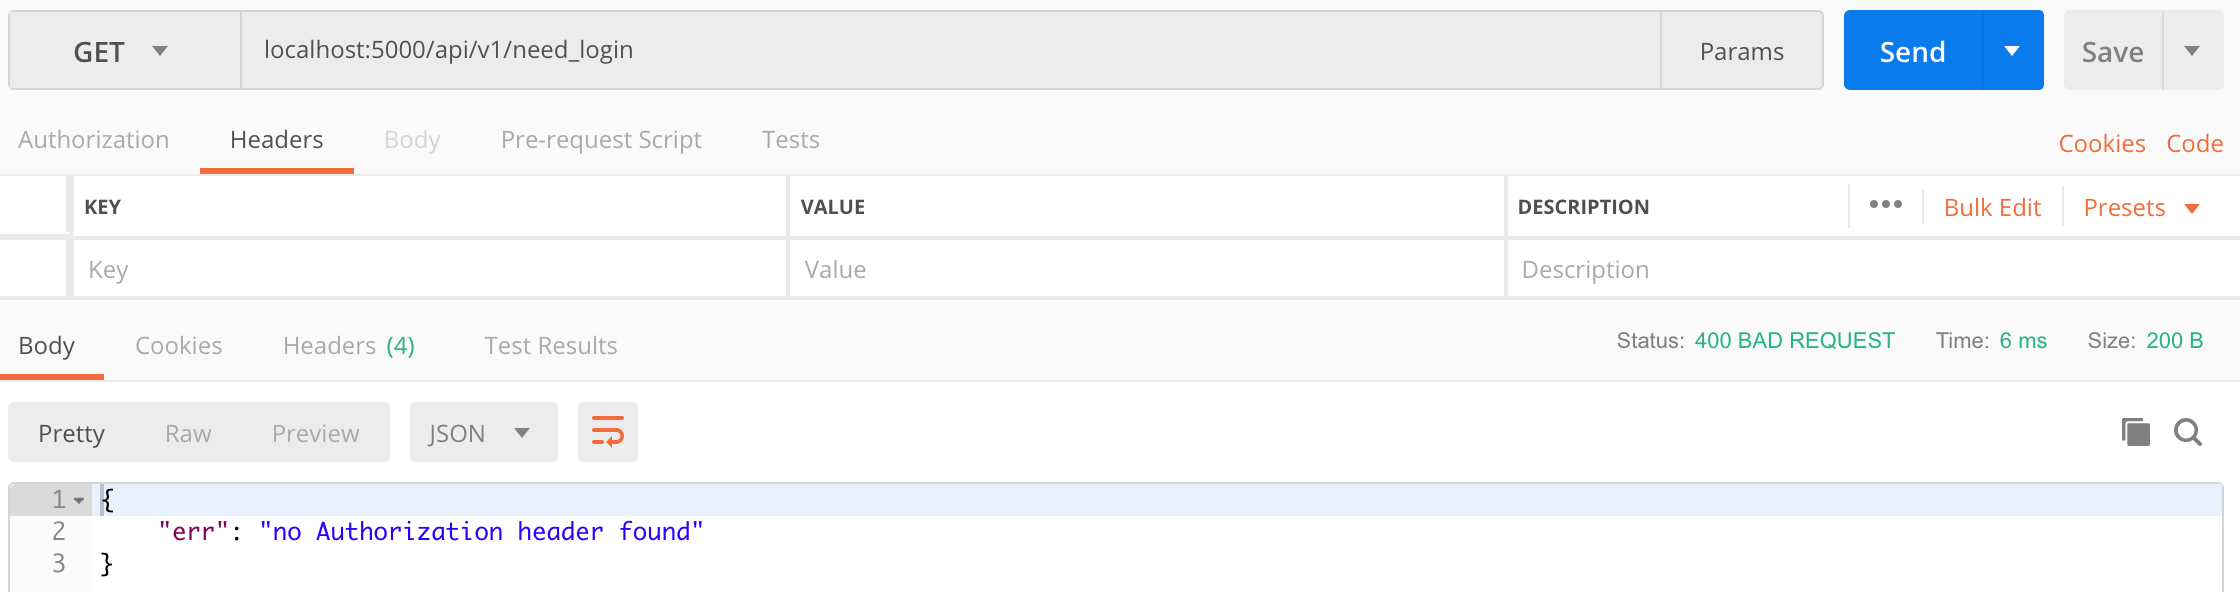 GET localhost:5000/api/v1/need_login Params Send Save
Authorization Headers Body Pre-request Script Tests Cookies Code
KEY VALUE DESCRIPTION ••• Bulk Edit Presets
Key Value Description
Body Cookies Headers (4) Test Results Status: 400 BAD REQUEST Time: 6 ms Size: 200 B
Pretty Raw Preview JSON
1 {
2 "err": "no Authorization header found"
3 }